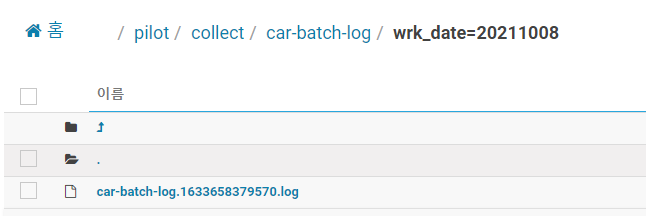 홈 / pilot / collect / car-batch-log / wrk_date=20211008
이름
.
car-batch-log.1633658379570.log